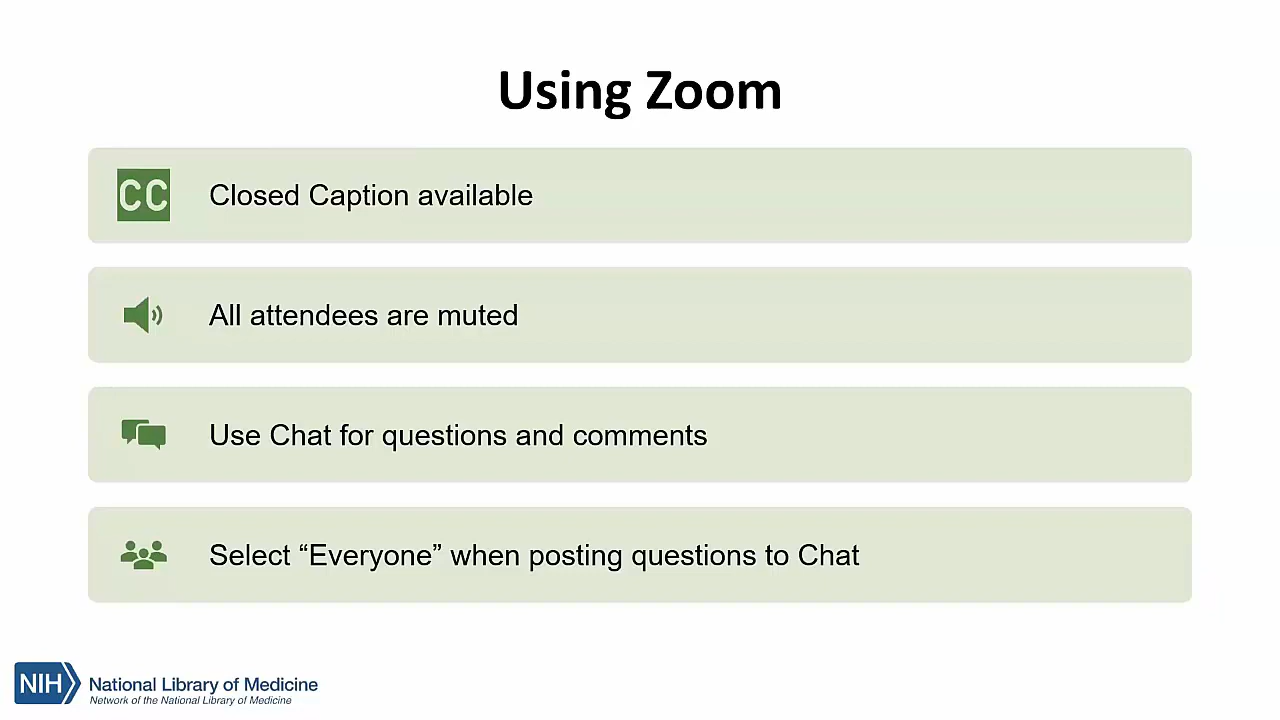 Using Zoom
CC
Closed Caption available
All attendees are muted
Use Chat for questions and comments
Select “Everyone” when posting questions to Chat
NIH
National Library of Medicine
Network of the National Library of Medicine